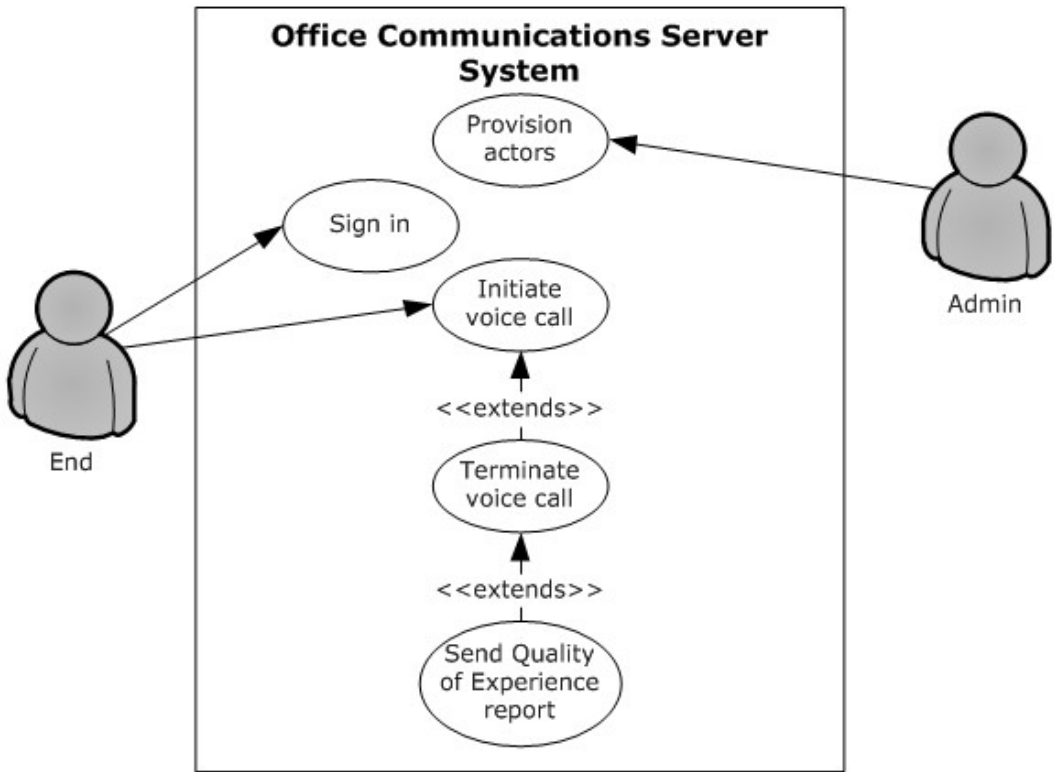 Office Communications Server
System
Provision
actors
Sign in
Initiate
voice call
Admin
<<extends>>
End
Terminate
voice call
<<extends>>
Send Quality
of Experience
report